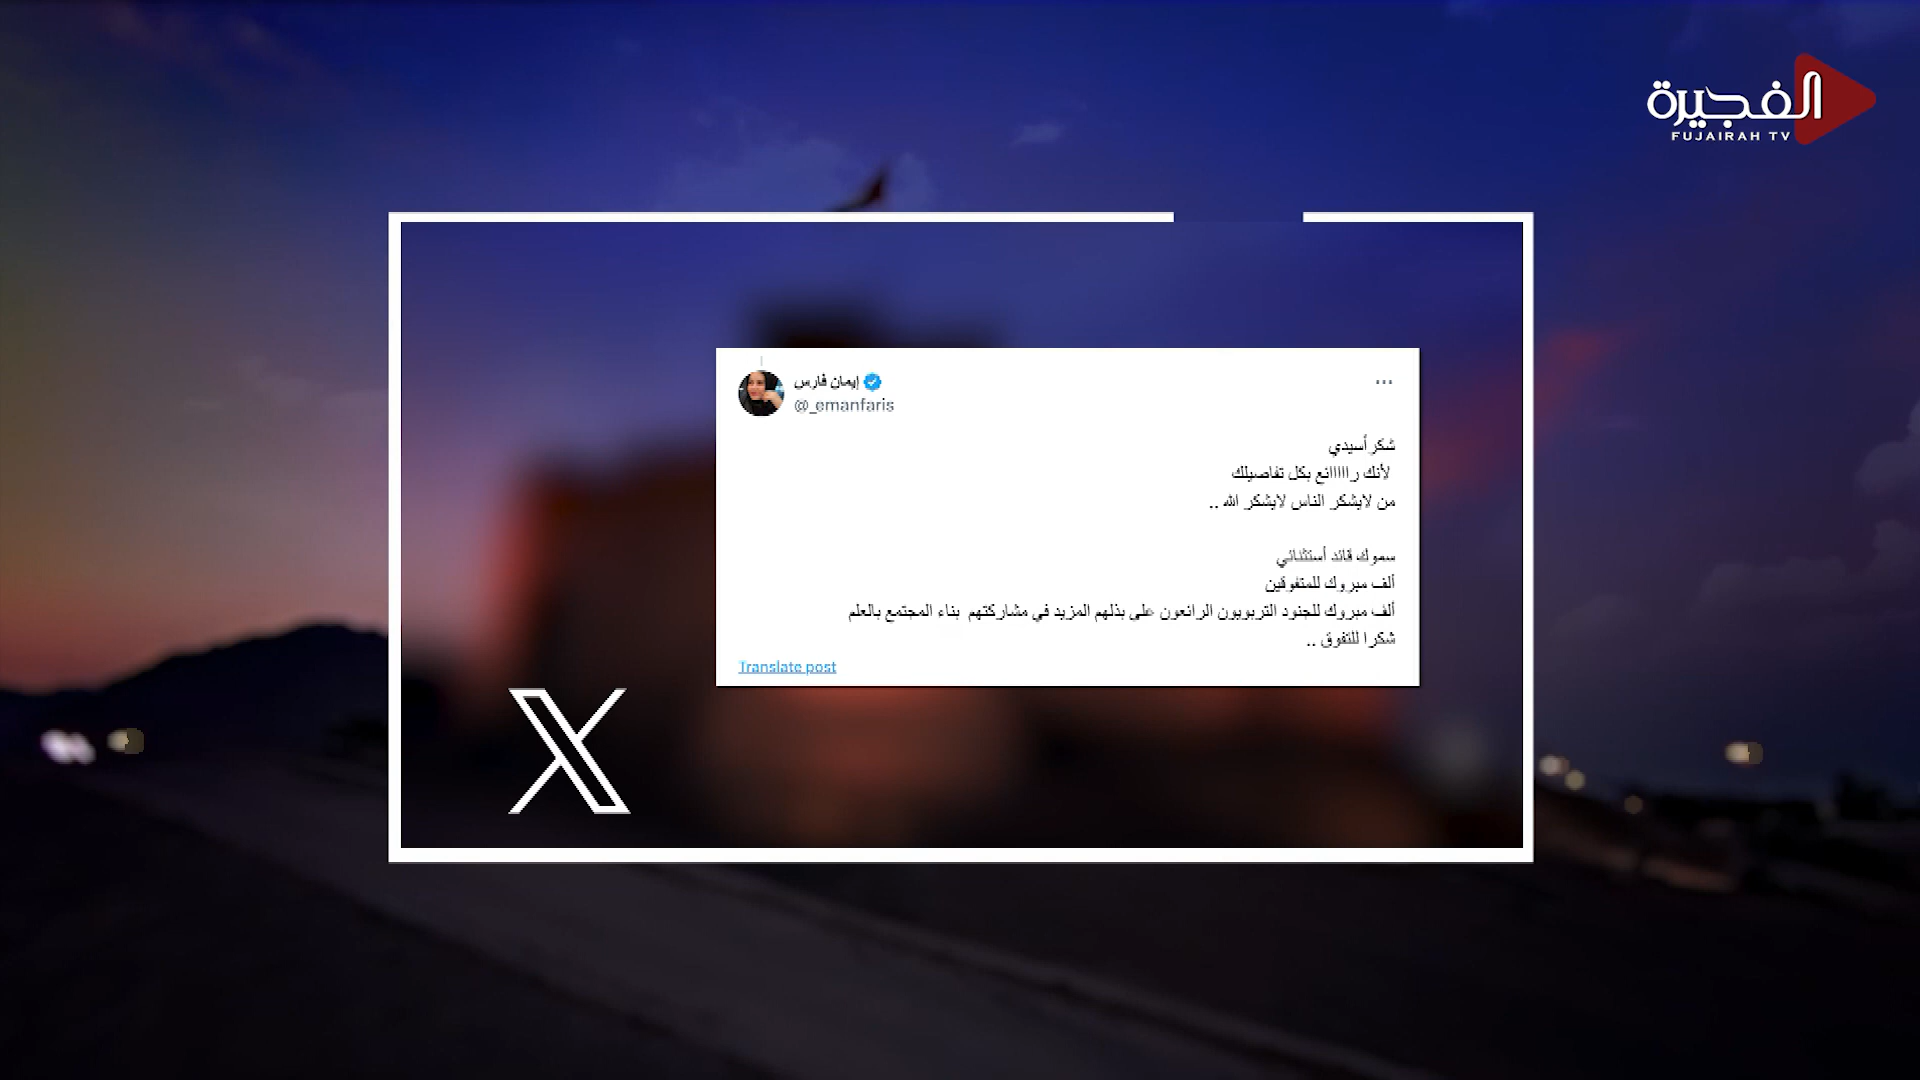 الفجيرة
FUJAIRAH TV
إيمان فارس
@_emanfaris
شكرأسيدي
لأنك رااااائع بكل تفاصيلك
من لايشكر الناس لايشكر الله ..
سموك قائد أستثنائي
ألف مبروك للمتفوقين
ألف مبروك للجنود التربويون الرائعون على بذلهم المزيد في مشاركتهم بناء المجتمع بالعلم
شكرا للتفوق ..
Translate post
X